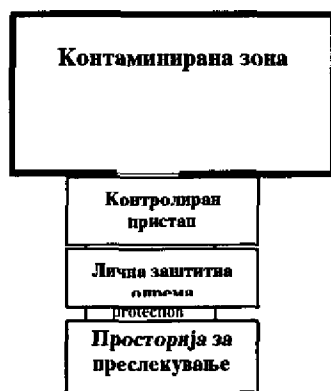 Контаминирана зона
Контролиран
пристап
Лична заштитна
опрема
protection
Просторија за
преслекување